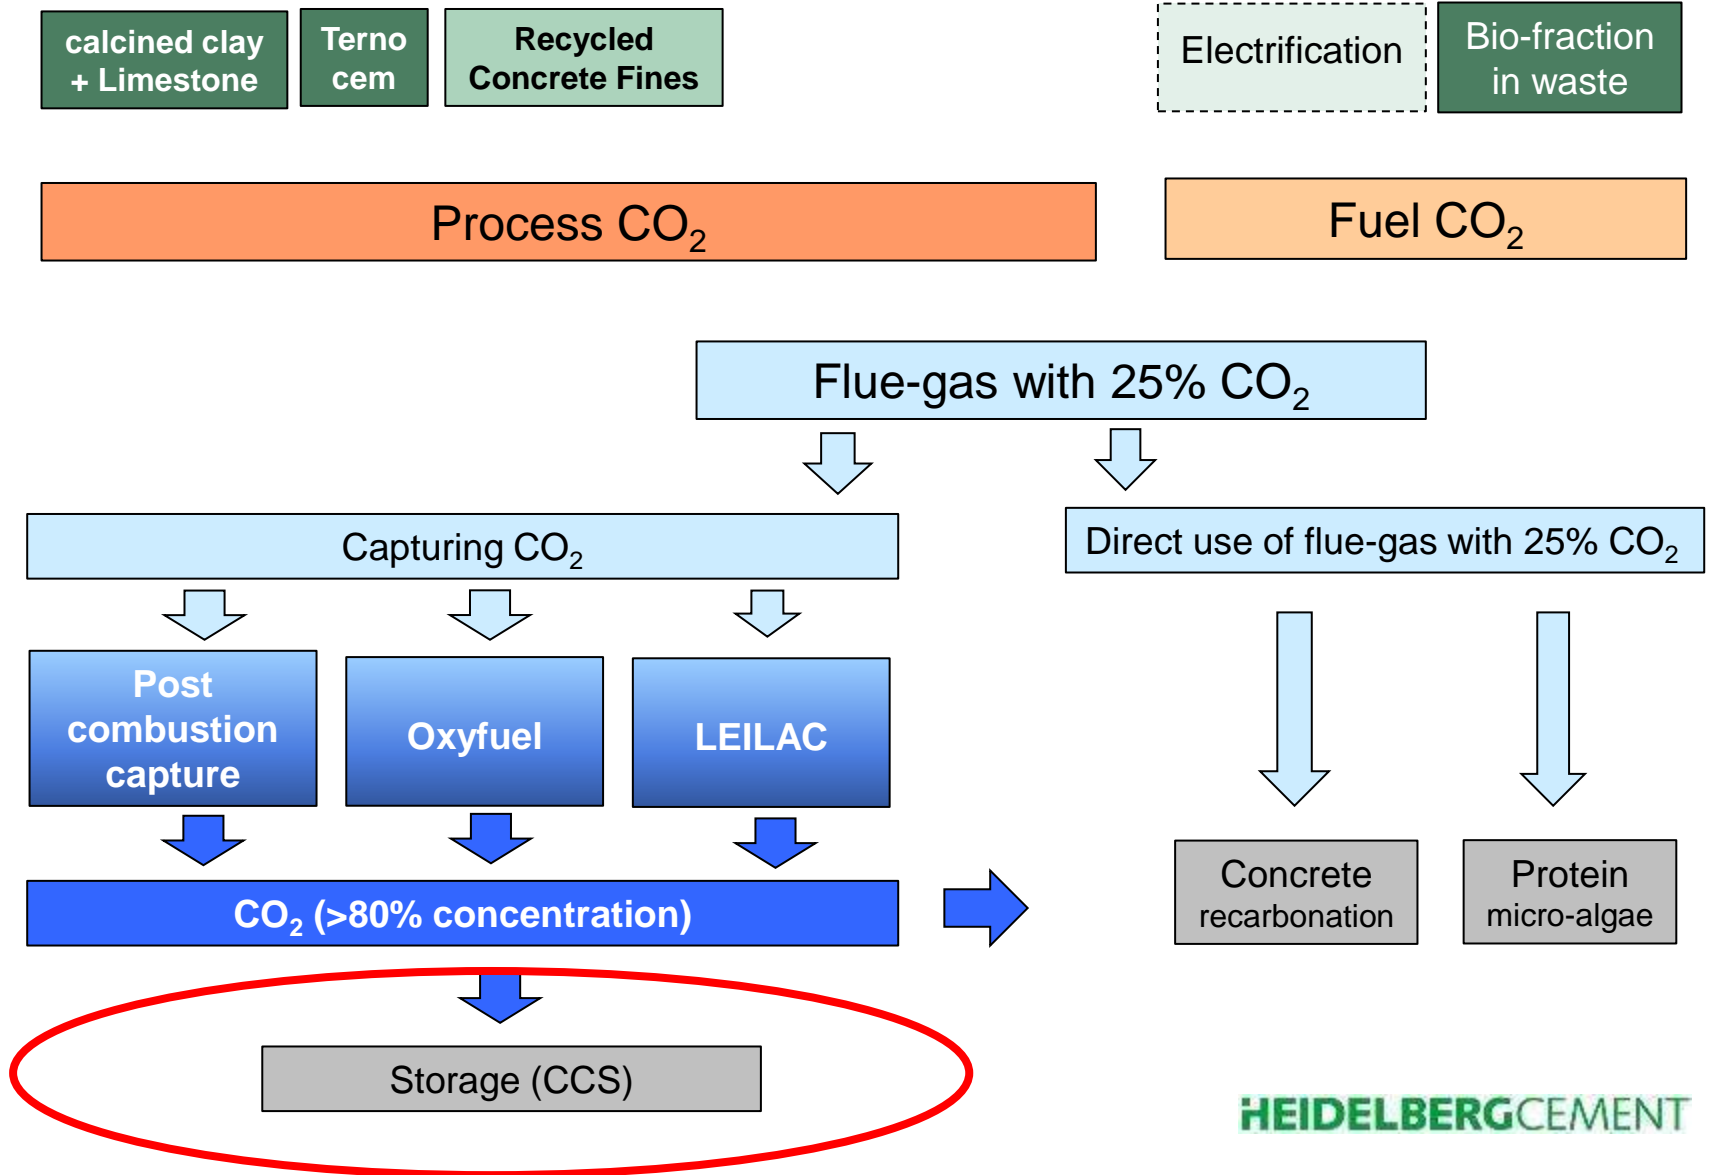 calcined clay
+ Limestone
Terno
cem
Recycled
Concrete Fines
Electrification
Bio-fraction
in waste
Process CO₂
Fuel CO₂
Flue-gas with 25% CO₂
Capturing CO₂
Direct use of flue-gas with 25% CO₂
Post
combustion
capture
Oxyfuel
LEILAC
CO₂ (>80% concentration)
Concrete
recarbonation
Protein
micro-algae
Storage (CCS)
HEIDELBERGCEMENT